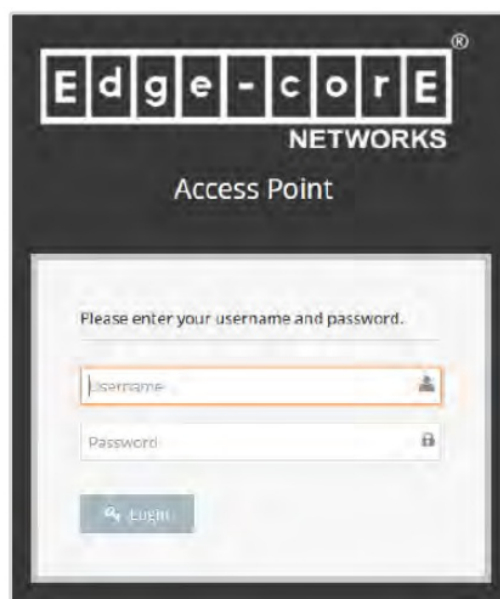 Edge-corE®
NETWORKS
Access Point
Please enter your username and password.
Username
Password
Login